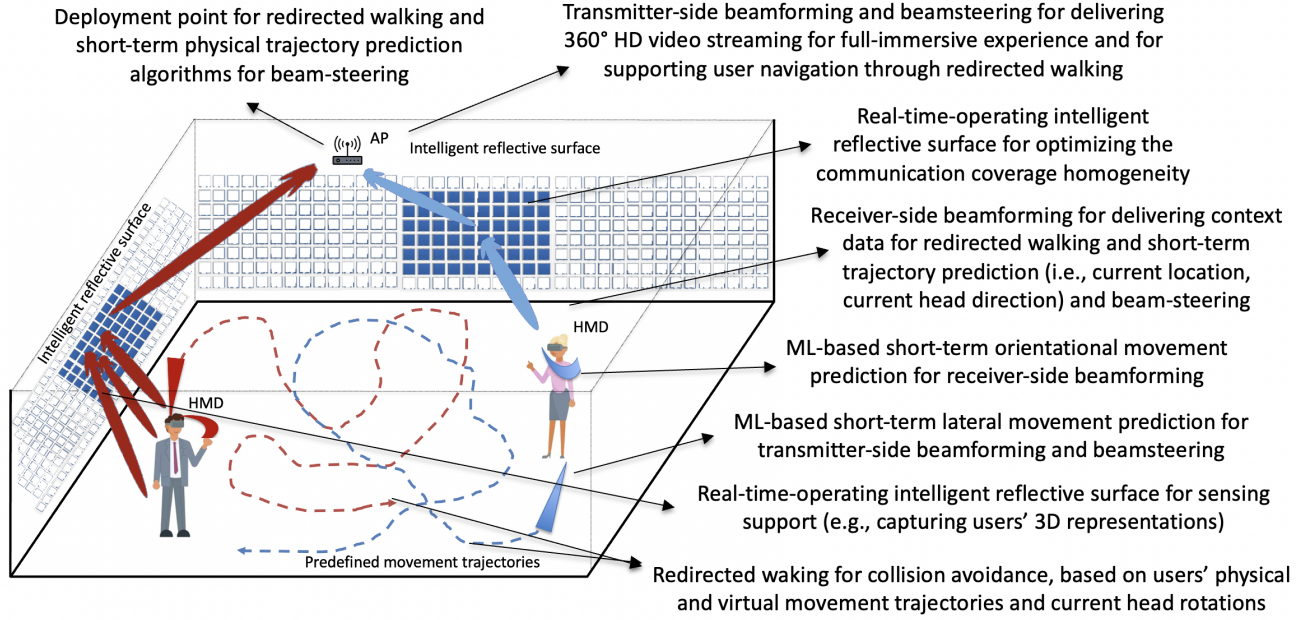 Deployment point for redirected walking and
short-term physical trajectory prediction
algorithms for beam-steering
Transmitter-side beamforming and beamsteering for delivering
360° HD video streaming for full-immersive experience and for
supporting user navigation through redirected walking
AP
Intelligent reflective surface
Real-time-operating intelligent
reflective surface for optimizing the
communication coverage homogeneity
Intelligent reflective surface
Receiver-side beamforming for delivering context
data for redirected walking and short-term
trajectory prediction (i.e., current location,
current head direction) and beam-steering
HMD
ML-based short-term orientational movement
prediction for receiver-side beamforming
HMD
ML-based short-term lateral movement prediction for
transmitter-side beamforming and beamsteering
Real-time-operating intelligent reflective surface for sensing
support (e.g., capturing users’ 3D representations)
Predefined movement trajectories
Redirected waking for collision avoidance, based on users’ physical
and virtual movement trajectories and current head rotations